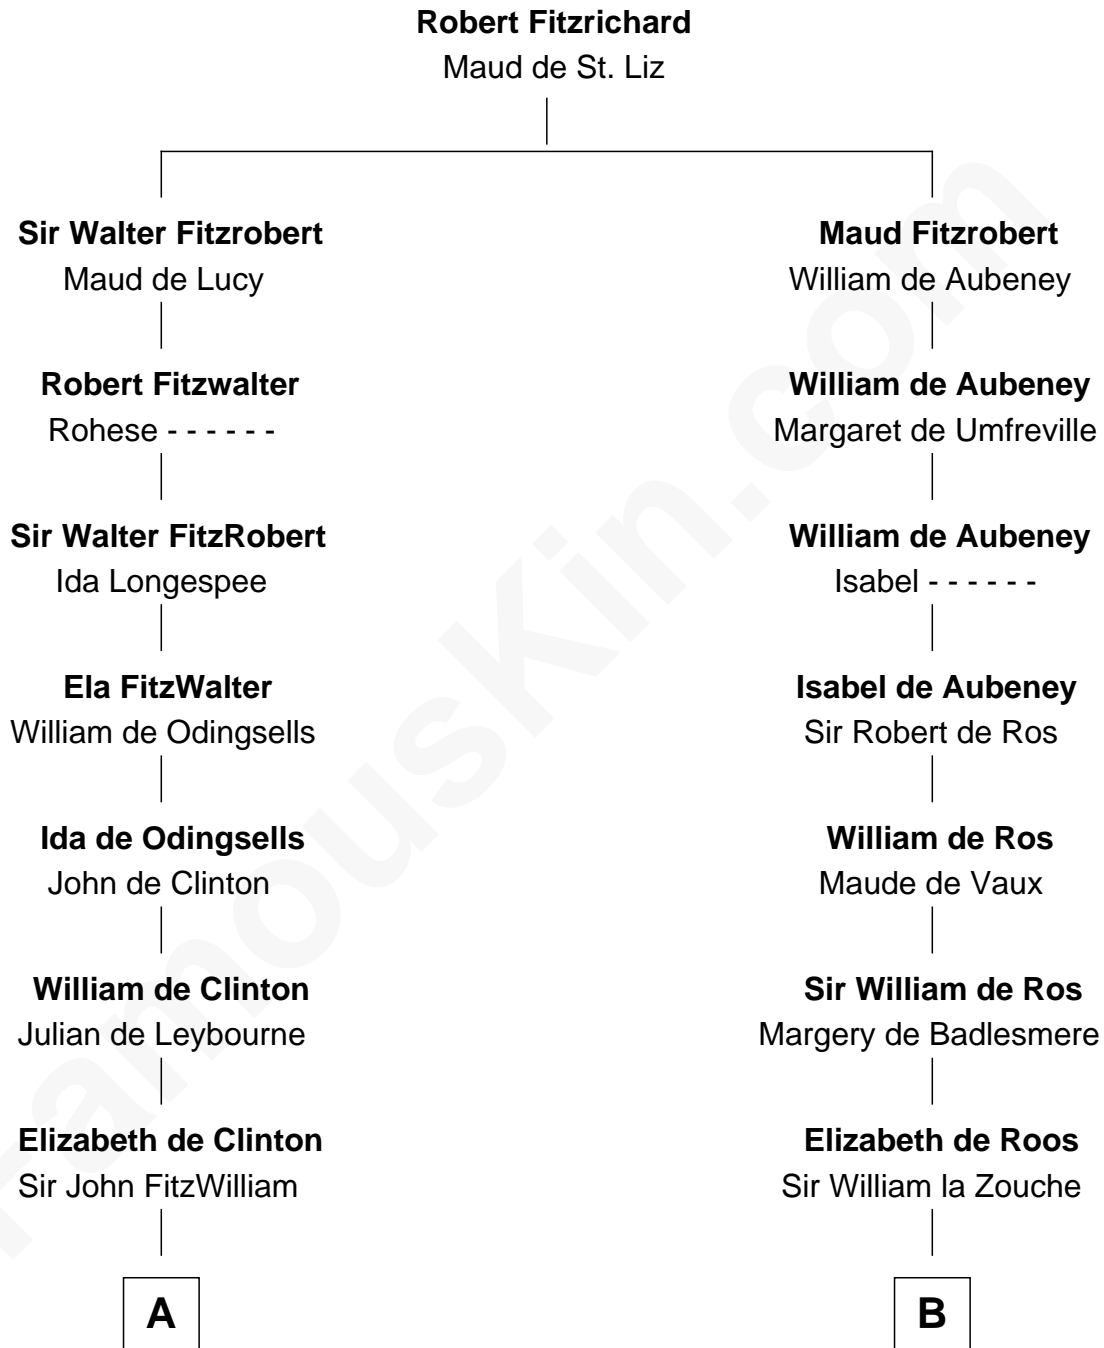 Robert Fitzrichard
Maud de St. Liz
Sir Walter Fitzrobert
Maud de Lucy
Robert Fitzwalter
Rohese - - - - - -
Sir Walter FitzRobert
Ida Longespee
Ela FitzWalter
William de Odingsells
Ida de Odingsells
John de Clinton
William de Clinton
Julian de Leybourne
Elizabeth de Clinton
Sir John FitzWilliam
A
Maud Fitzrobert
William de Aubeney
William de Aubeney
Margaret de Umfreville
William de Aubeney
Isabel - - - - - -
Isabel de Aubeney
Sir Robert de Ros
William de Ros
Maude de Vaux
Sir William de Ros
Margery de Badlesmere
Elizabeth de Roos
Sir William la Zouche
B
FamousKin.com